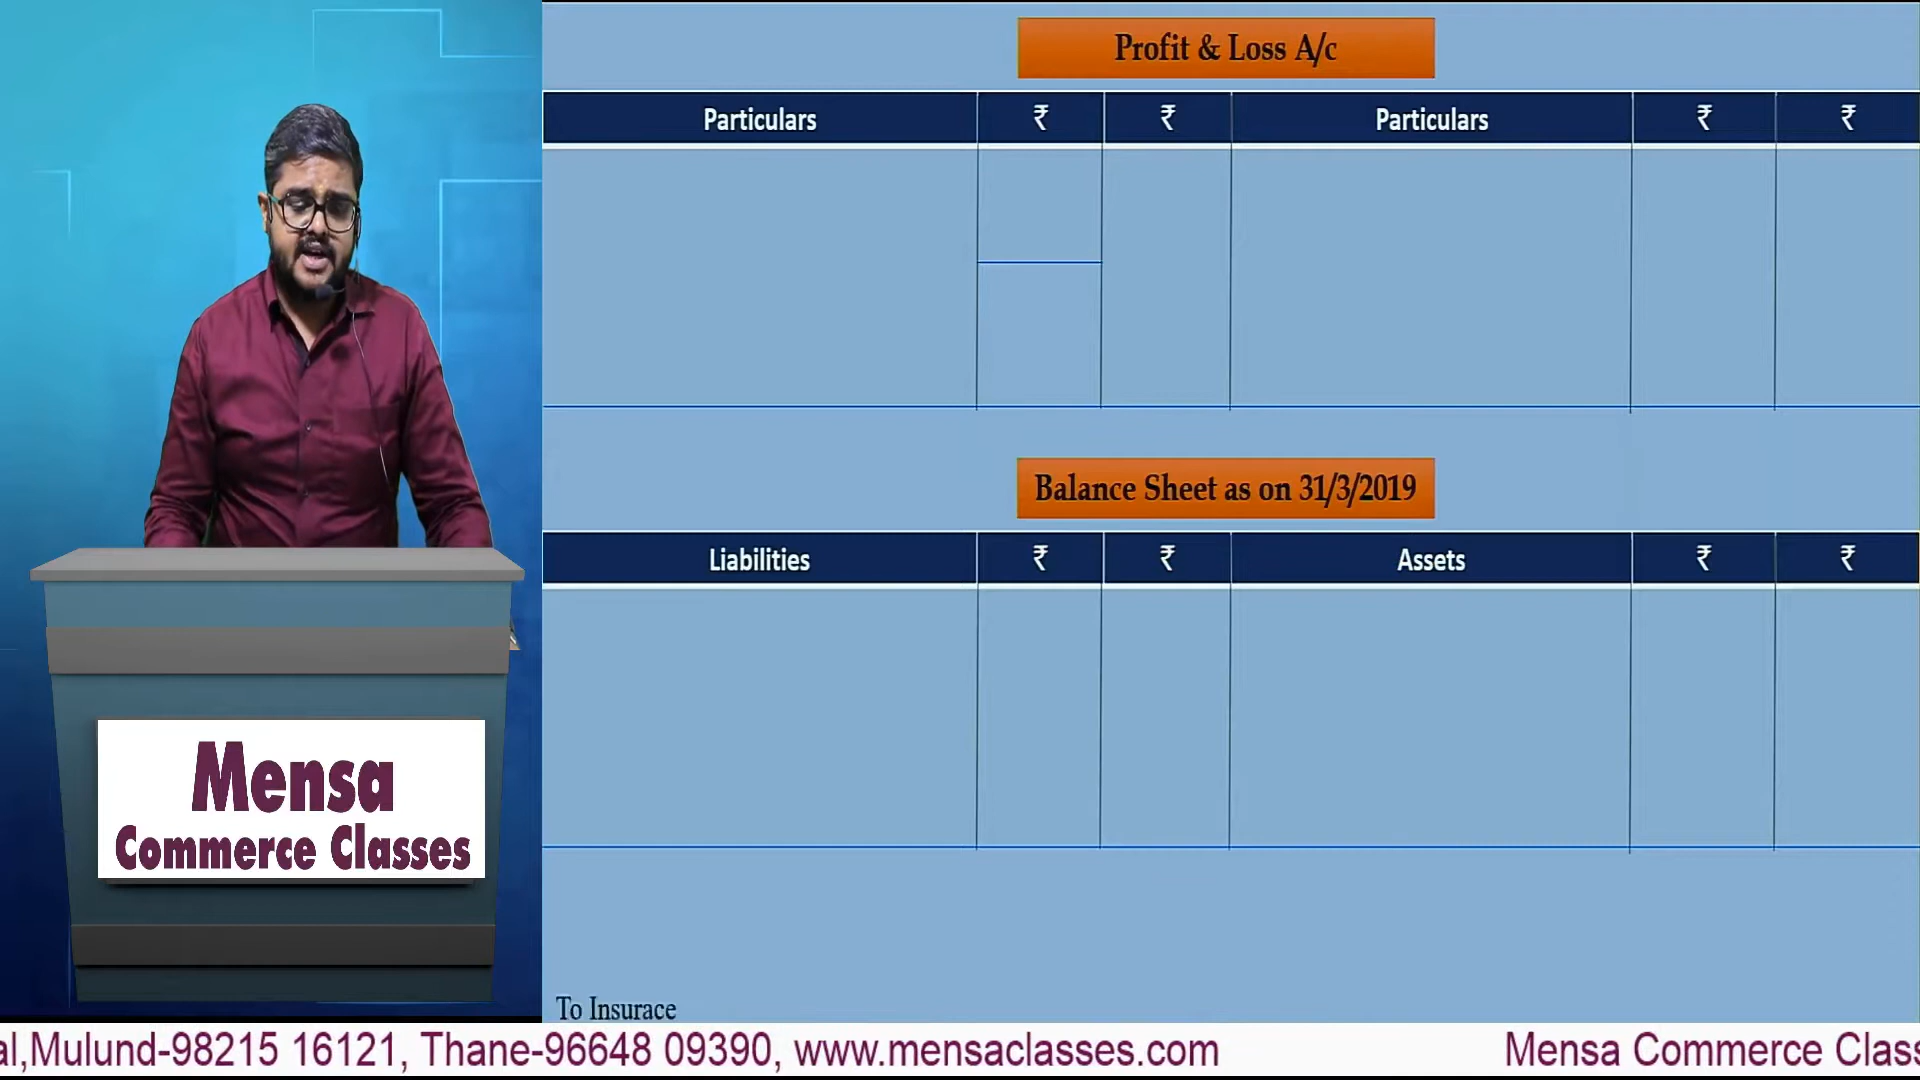 Profit & Loss A/c
Particulars ₹ ₹ Particulars ₹ ₹
Balance Sheet as on 31/3/2019
Liabilities ₹ ₹ Assets ₹ ₹
Mensa
Commerce Classes
To Insurace
al,Mulund-98215 16121, Thane-96648 09390, www.mensaclasses.com Mensa Commerce Class